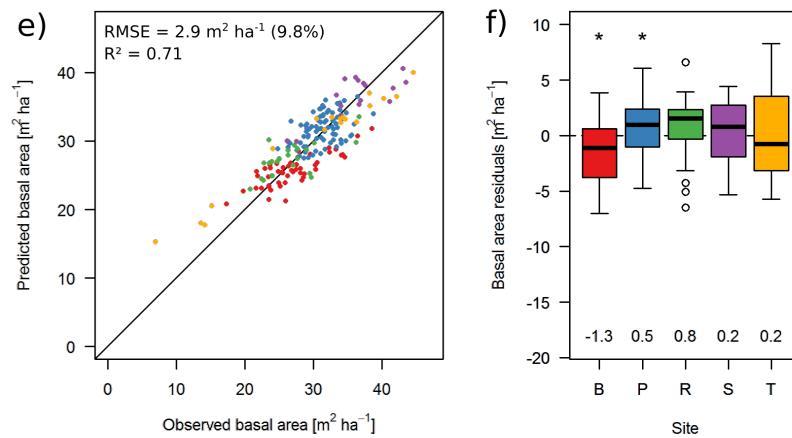 e)
RMSE = 2.9 m² ha⁻¹ (9.8%)
R² = 0.71
Predicted basal area [m² ha⁻¹]
40
30
20
10
0
0 10 20 30 40
Observed basal area [m² ha⁻¹]
f)
Basal area residuals [m² ha⁻¹]
10
5
0
-5
-10
-15
-20
* *
-1.3 0.5 0.8 0.2 0.2
B P R S T
Site